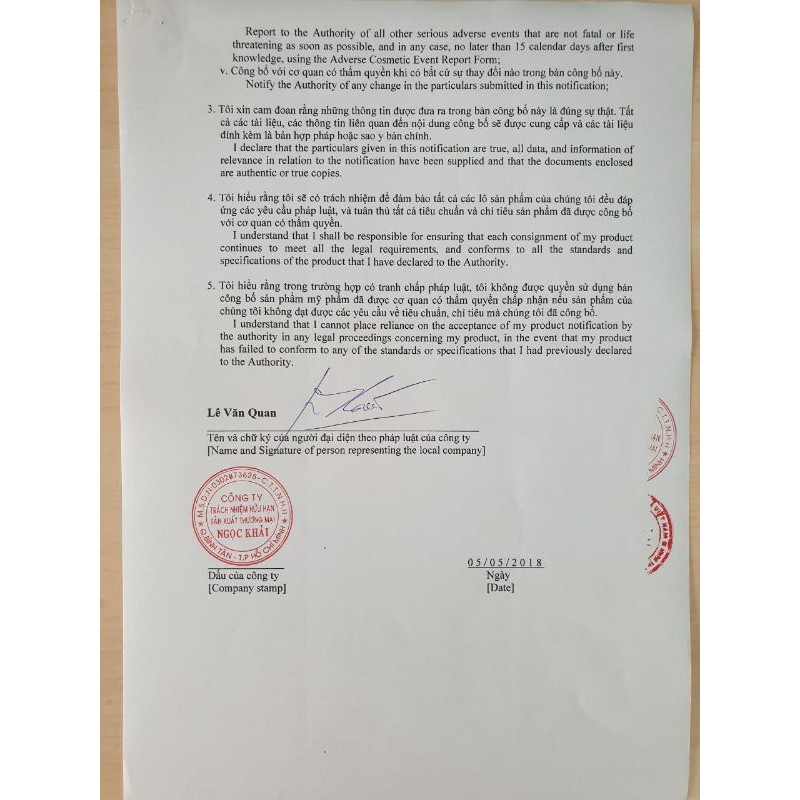 Report to the Authority of all other serious adverse events that are not fatal or life
threatening as soon as possible, and in any case, no later than 15 calendar days after first
knowledge, using the Adverse Cosmetic Event Report Form;
v. Công bố với cơ quan có thẩm quyền khi có bất cứ sự thay đổi nào trong bản công bố này.
Notify the Authority of any change in the particulars submitted in this notification;
3. Tôi xin cam đoan rằng những thông tin được đưa ra trong bản công bố này là đúng sự thật. Tất
cả các tài liệu, các thông tin liên quan đến nội dung công bố sẽ được cung cấp và các tài liệu
đính kèm là bản hợp pháp hoặc sao y bản chính.
I declare that the particulars given in this notification are true, all data, and information of
relevance in relation to the notification have been supplied and that the documents enclosed
are authentic or true copies.
4. Tôi hiểu rằng tôi sẽ có trách nhiệm để đảm bảo tất cả các lô sản phẩm của chúng tôi đều đáp
ứng các yêu cầu pháp luật, và tuân thủ tất cả tiêu chuẩn và chỉ tiêu sản phẩm đã được công bố
với cơ quan có thẩm quyền.
I understand that I shall be responsible for ensuring that each consignment of my product
continues to meet all the legal requirements, and conforms to all the standards and
specifications of the product that I have declared to the Authority.
5. Tôi hiểu rằng trong trường hợp có tranh chấp pháp luật, tôi không được quyền sử dụng bản
công bố sản phẩm mỹ phẩm đã được cơ quan có thẩm quyền chấp nhận nếu sản phẩm của
chúng tôi không đạt được các yêu cầu về tiêu chuẩn, chỉ tiêu mà chúng tôi đã công bố.
I understand that I cannot place reliance on the acceptance of my product notification by
the authority in any legal proceedings concerning my product, in the event that my product
has failed to conform to any of the standards or specifications that I had previously declared
to the Authority.
Lê Văn Quan
Tên và chữ ký của người đại diện theo pháp luật của công ty
[Name and Signature of person representing the local company]
M.S.D.N:0302873628-C.T.T.N.H.H
CÔNG TY
TRÁCH NHIỆM HỮU HẠN
SẢN XUẤT THƯƠNG MẠI
NGỌC KHẢI
Q.BÌNH TÂN - T.P HỒ CHÍ MINH
C.T.T.N.H.H
MINH
VIỆT NAM
05/05/2018
Dấu của công ty
Ngày
[Company stamp]
[Date]